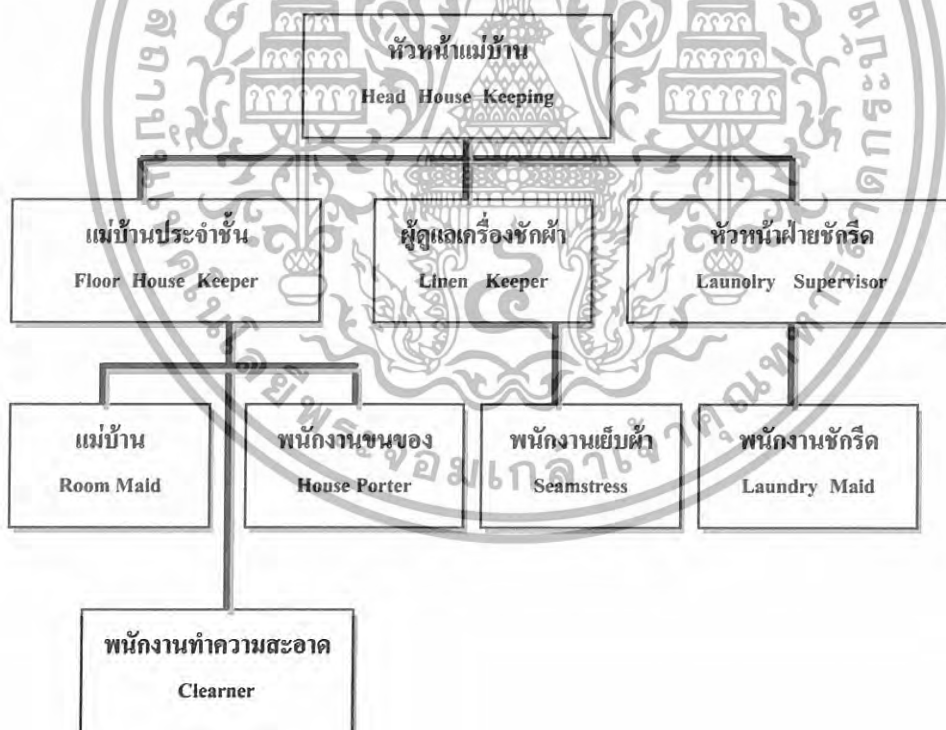 หัวหน้าแม่บ้าน
Head House Keeping
แม่บ้านประจำชั้น
Floor House Keeper
ผู้ดูแลเครื่องซักผ้า
Linen Keeper
หัวหน้าฝ่ายซักรีด
Launolry Supervisor
แม่บ้าน
Room Maid
พนักงานขนของ
House Porter
พนักงานเย็บผ้า
Seamstress
พนักงานซักรีด
Laundry Maid
พนักงานทำความสะอาด
Clearner